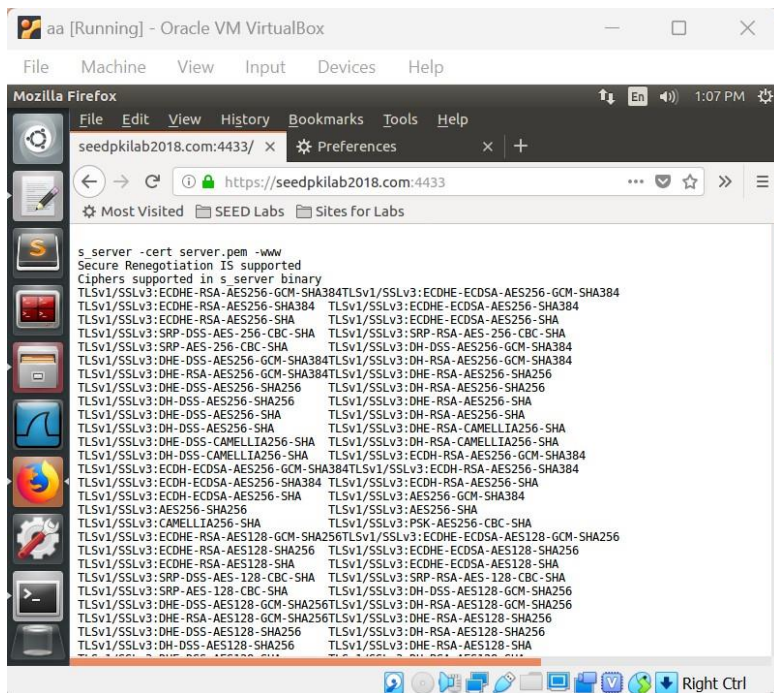 aa [Running] - Oracle VM VirtualBox
File Machine View Input Devices Help
Mozilla Firefox En 1:07 PM
File Edit View History Bookmarks Tools Help
seedpkilab2018.com:4433/ × Preferences × +
https://seedpkilab2018.com:4433
Most Visited SEED Labs Sites for Labs
s_server -cert server.pem -www
Secure Renegotiation IS supported
Ciphers supported in s_server binary
TLSv1/SSLv3:ECDHE-RSA-AES256-GCM-SHA384TLSv1/SSLv3:ECDHE-ECDSA-AES256-GCM-SHA384
TLSv1/SSLv3:ECDHE-RSA-AES256-SHA384 TLSv1/SSLv3:ECDHE-ECDSA-AES256-SHA384
TLSv1/SSLv3:ECDHE-RSA-AES256-SHA TLSv1/SSLv3:ECDHE-ECDSA-AES256-SHA
TLSv1/SSLv3:SRP-DSS-AES-256-CBC-SHA TLSv1/SSLv3:SRP-RSA-AES-256-CBC-SHA
TLSv1/SSLv3:SRP-AES-256-CBC-SHA TLSv1/SSLv3:DH-DSS-AES256-GCM-SHA384
TLSv1/SSLv3:DHE-DSS-AES256-GCM-SHA384TLSv1/SSLv3:DH-RSA-AES256-GCM-SHA384
TLSv1/SSLv3:DHE-RSA-AES256-GCM-SHA384TLSv1/SSLv3:DHE-RSA-AES256-SHA256
TLSv1/SSLv3:DHE-DSS-AES256-SHA256 TLSv1/SSLv3:DH-RSA-AES256-SHA256
TLSv1/SSLv3:DH-DSS-AES256-SHA256 TLSv1/SSLv3:DHE-RSA-AES256-SHA
TLSv1/SSLv3:DHE-DSS-AES256-SHA TLSv1/SSLv3:DH-RSA-AES256-SHA
TLSv1/SSLv3:DH-DSS-AES256-SHA TLSv1/SSLv3:DHE-RSA-CAMELLIA256-SHA
TLSv1/SSLv3:DHE-DSS-CAMELLIA256-SHA TLSv1/SSLv3:DH-RSA-CAMELLIA256-SHA
TLSv1/SSLv3:DH-DSS-CAMELLIA256-SHA TLSv1/SSLv3:ECDH-RSA-AES256-GCM-SHA384
TLSv1/SSLv3:ECDH-ECDSA-AES256-GCM-SHA384TLSv1/SSLv3:ECDH-RSA-AES256-SHA384
TLSv1/SSLv3:ECDH-ECDSA-AES256-SHA384 TLSv1/SSLv3:ECDH-RSA-AES256-SHA
TLSv1/SSLv3:ECDH-ECDSA-AES256-SHA TLSv1/SSLv3:AES256-GCM-SHA384
TLSv1/SSLv3:AES256-SHA256 TLSv1/SSLv3:AES256-SHA
TLSv1/SSLv3:CAMELLIA256-SHA TLSv1/SSLv3:PSK-AES256-CBC-SHA
TLSv1/SSLv3:ECDHE-RSA-AES128-GCM-SHA256TLSv1/SSLv3:ECDHE-ECDSA-AES128-GCM-SHA256
TLSv1/SSLv3:ECDHE-RSA-AES128-SHA256 TLSv1/SSLv3:ECDHE-ECDSA-AES128-SHA256
TLSv1/SSLv3:ECDHE-RSA-AES128-SHA TLSv1/SSLv3:ECDHE-ECDSA-AES128-SHA
TLSv1/SSLv3:SRP-DSS-AES-128-CBC-SHA TLSv1/SSLv3:SRP-RSA-AES-128-CBC-SHA
TLSv1/SSLv3:SRP-AES-128-CBC-SHA TLSv1/SSLv3:DH-DSS-AES128-GCM-SHA256
TLSv1/SSLv3:DHE-DSS-AES128-GCM-SHA256TLSv1/SSLv3:DH-RSA-AES128-GCM-SHA256
TLSv1/SSLv3:DHE-RSA-AES128-GCM-SHA256TLSv1/SSLv3:DHE-RSA-AES128-SHA256
TLSv1/SSLv3:DHE-DSS-AES128-SHA256 TLSv1/SSLv3:DH-RSA-AES128-SHA256
TLSv1/SSLv3:DH-DSS-AES128-SHA256 TLSv1/SSLv3:DHE-RSA-AES128-SHA
Right Ctrl